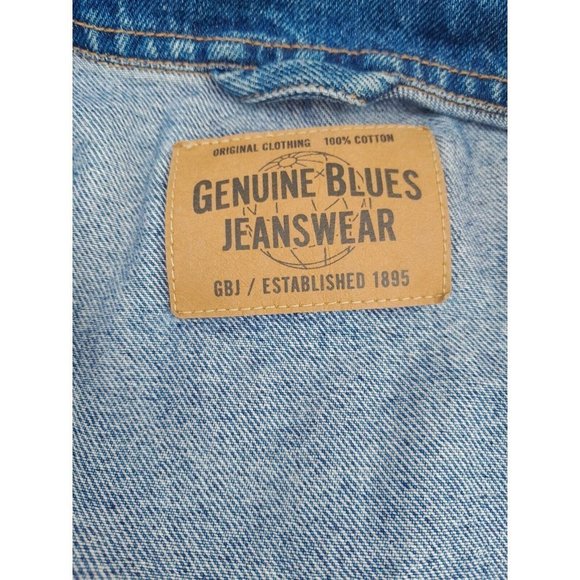 ORIGINAL CLOTHING 100% COTTON
GENUINE BLUES
JEANSWEAR
GBJ / ESTABLISHED 1895